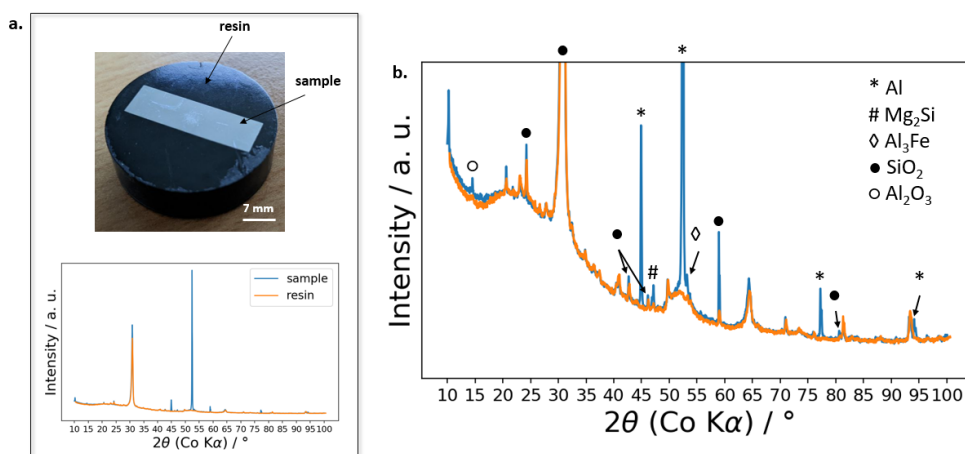 a.
resin
sample
7 mm
Intensity / a. u.
sample
resin
10 15 20 25 30 35 40 45 50 55 60 65 70 75 80 85 90 95 100
2θ (Co Kα) / °
b.
* Al
# Mg₂Si
◊ Al₃Fe
● SiO₂
○ Al₂O₃
*
*
#
◊
*
*
Intensity / a. u.
10 15 20 25 30 35 40 45 50 55 60 65 70 75 80 85 90 95 100
2θ (Co Kα) / °